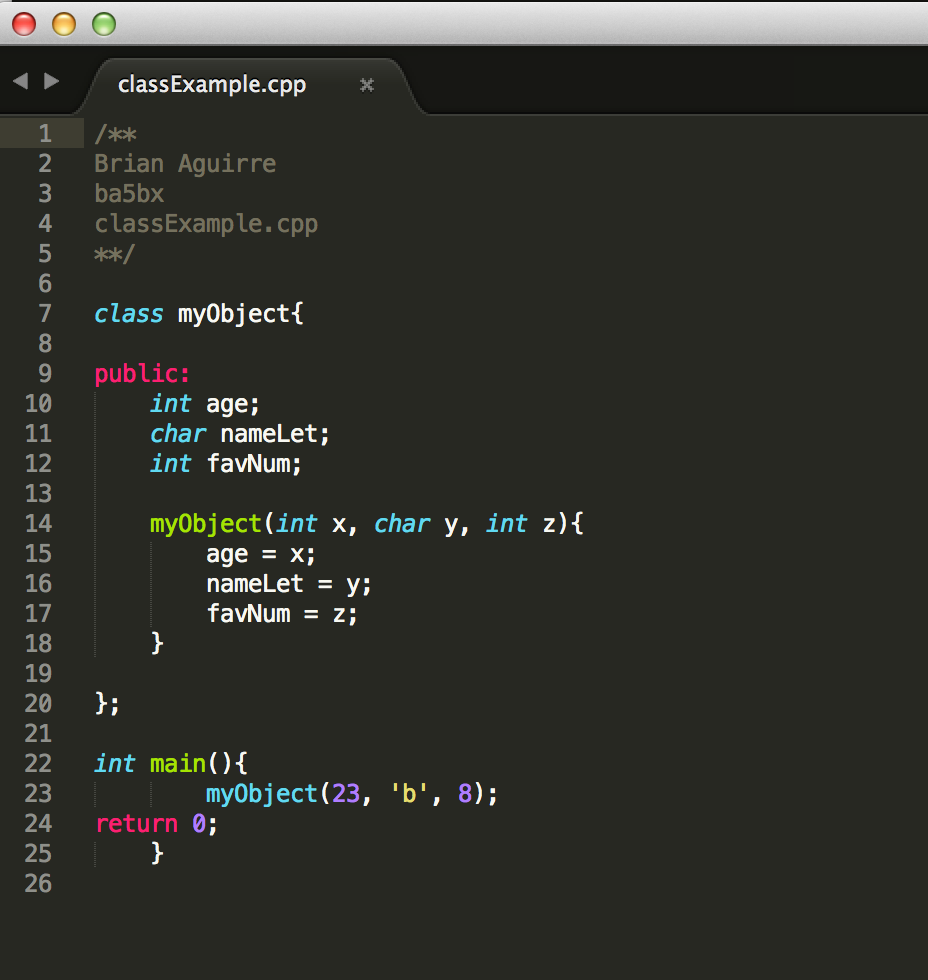 classExample.cpp ×
1 /**
2 Brian Aguirre
3 ba5bx
4 classExample.cpp
5 **/
6
7 class myObject{
8
9 public:
10     int age;
11     char nameLet;
12     int favNum;
13
14     myObject(int x, char y, int z){
15         age = x;
16         nameLet = y;
17         favNum = z;
18     }
19
20 };
21
22 int main(){
23         myObject(23, 'b', 8);
24 return 0;
25     }
26